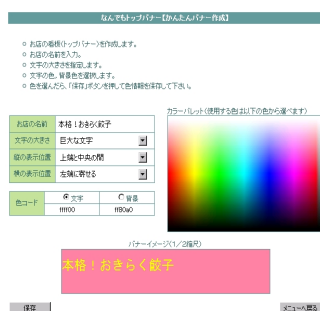 なんでもトップバナー【かんたんバナー作成】
お店の看板(トップバナー)を作成します。
お店の名前を入力。
文字の大きさを指定します。
文字の色、背景色を選択します。
色を選んだら、「保存」ボタンを押して色情報を保存して下さい。
カラーパレット(使用する色は以下の色から選べます)
お店の名前 本格！おきらく餃子
文字の大きさ 巨大な文字
縦の表示位置 上端と中央の間
横の表示位置 左端に寄せる
色コード 文字 背景
ffff00 ff80a0
バナーイメージ(1／2縮尺)
本格！おきらく餃子
保存 メニューへ戻る